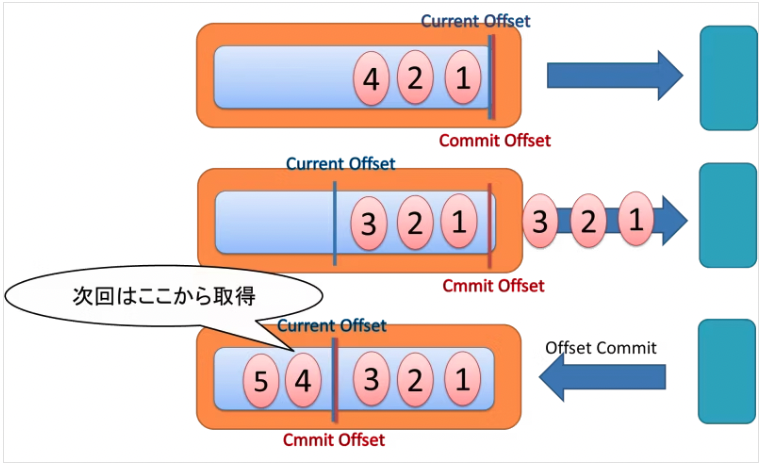 Current Offset
4 2 1
Commit Offset
Current Offset
3 2 1 3 2 1
Cmmit Offset
次回はここから取得
Current Offset
Offset Commit
5 4 3 2 1
Cmmit Offset